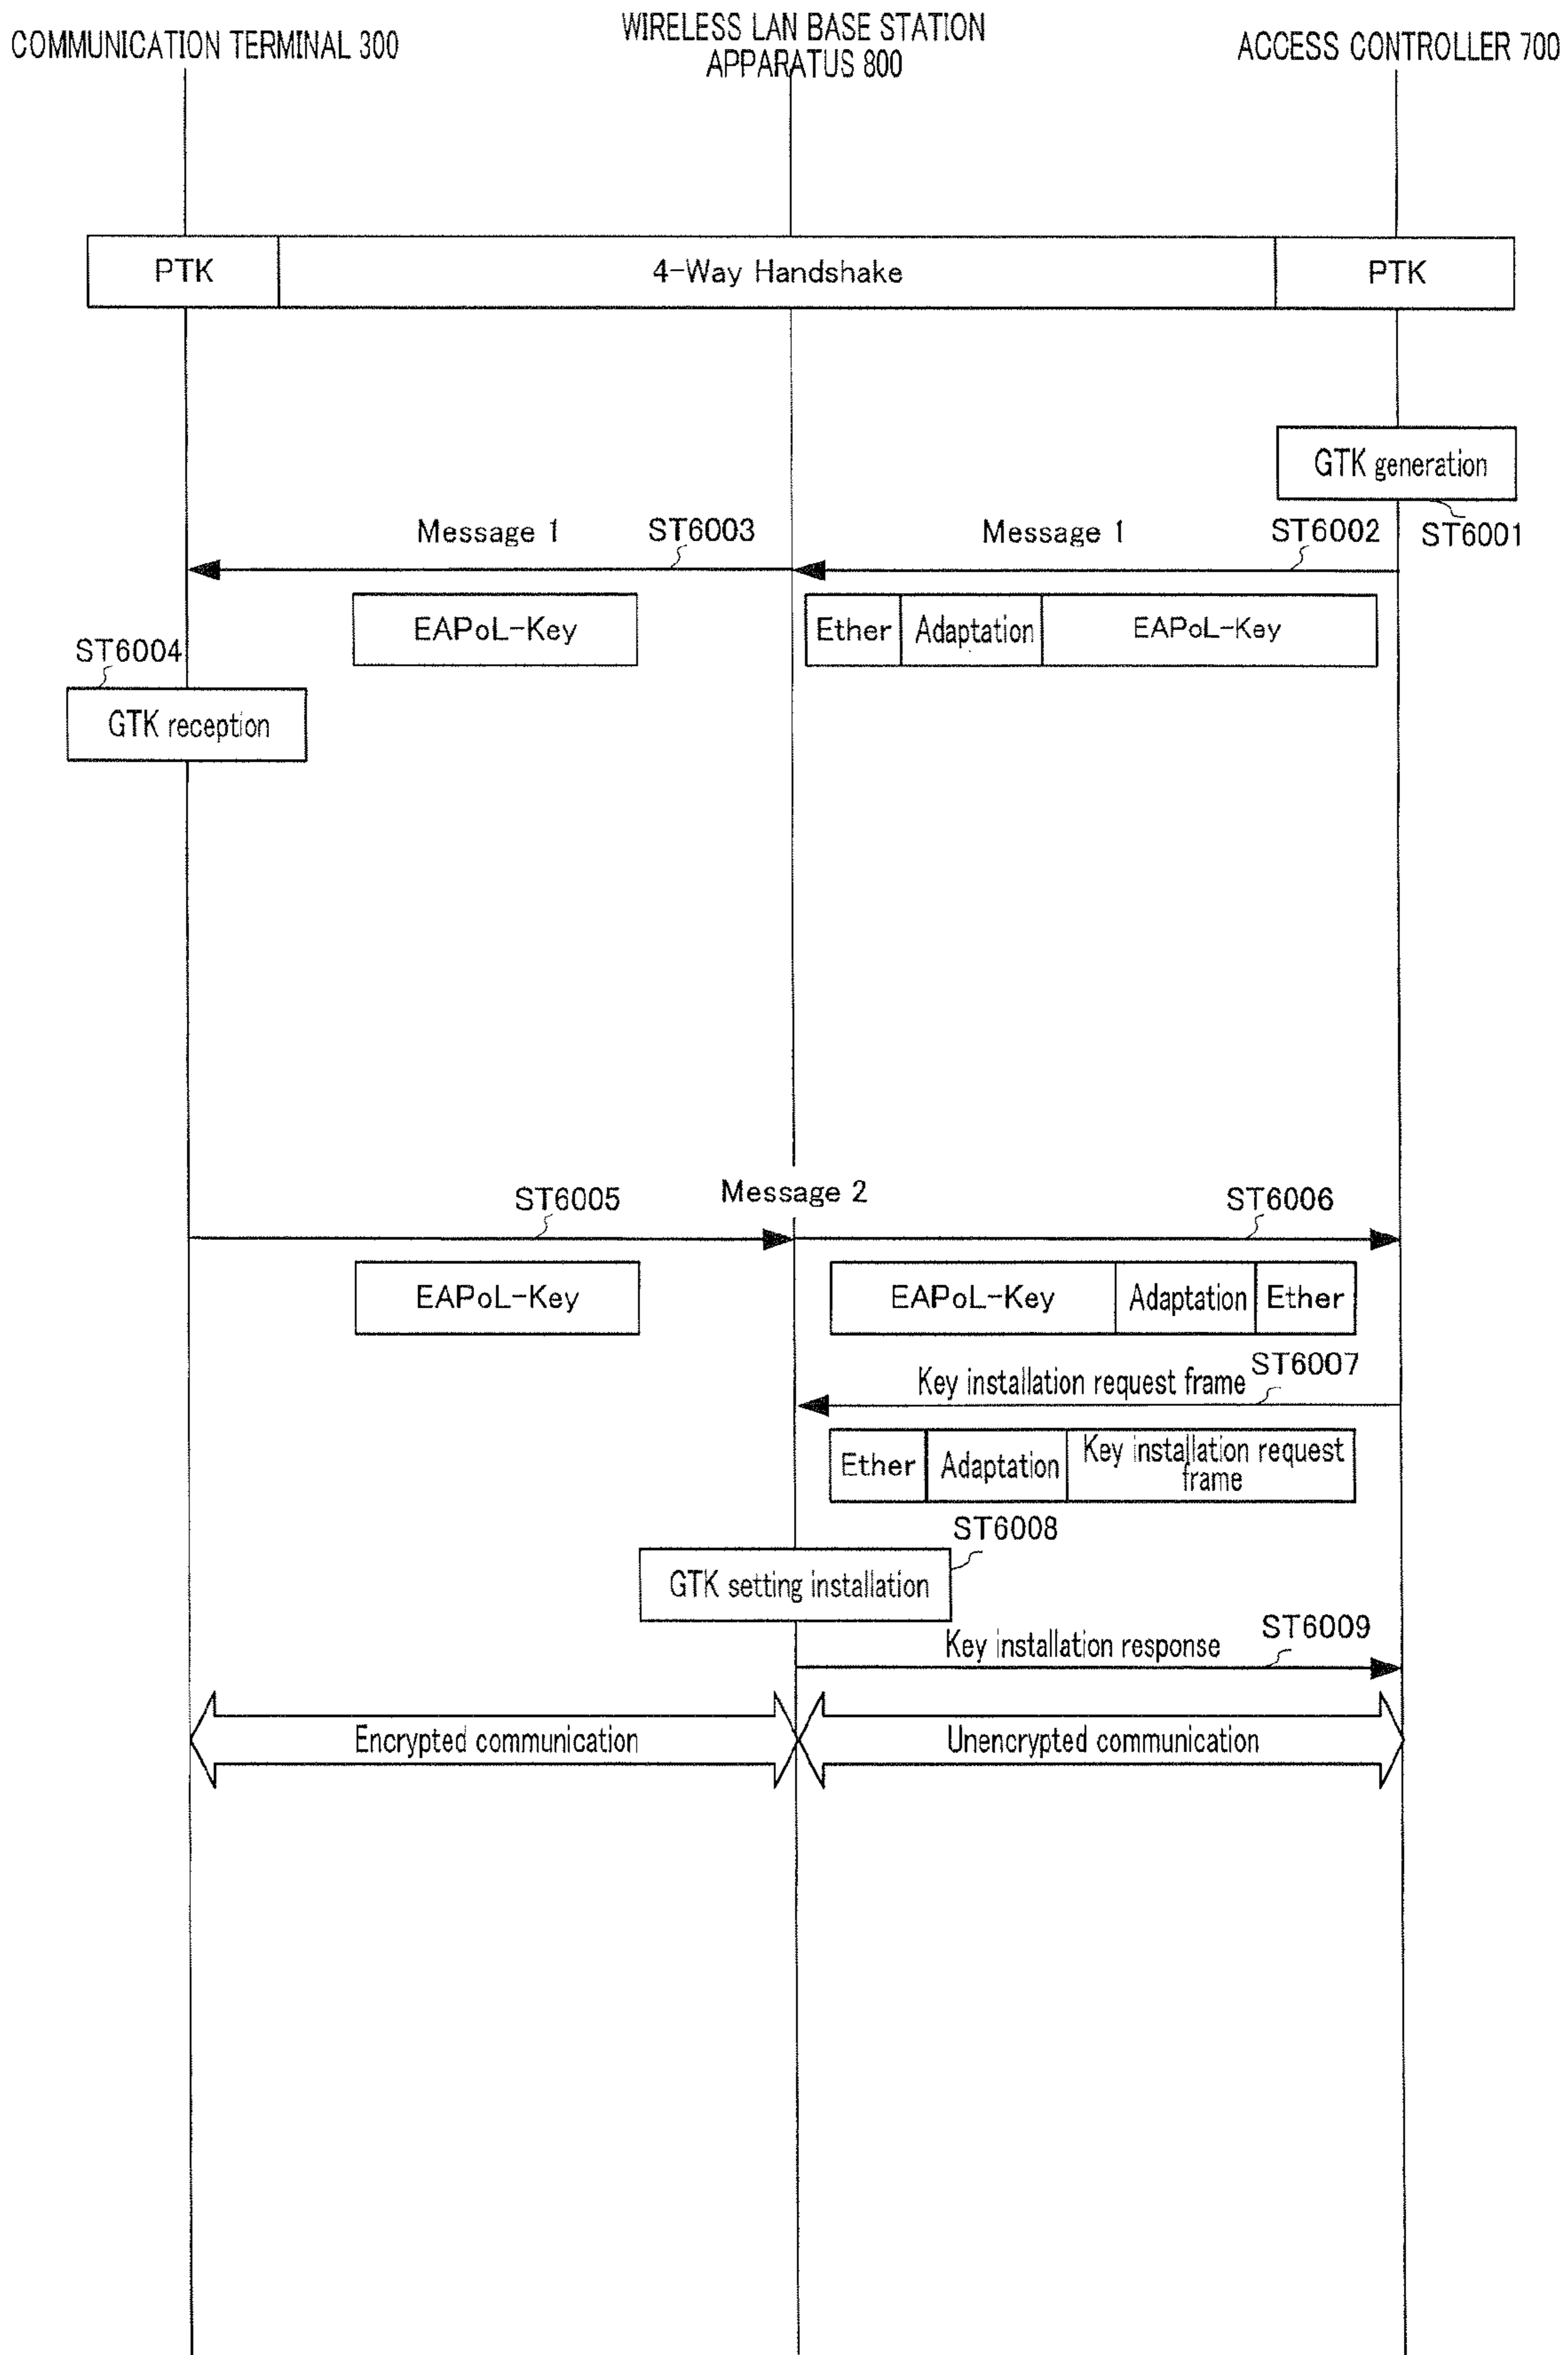 COMMUNICATION TERMINAL 300
WIRELESS LAN BASE STATION
APPARATUS 800
ACCESS CONTROLLER 700
PTK
4-Way Handshake
PTK
GTK generation
ST6001
Message 1
ST6003
Message 1
ST6002
EAPoL-Key
Ether
Adaptation
EAPoL-Key
ST6004
GTK reception
ST6005
Message 2
ST6006
EAPoL-Key
EAPoL-Key
Adaptation
Ether
Key installation request frame
ST6007
Ether
Adaptation
Key installation request
frame
ST6008
GTK setting installation
Key installation response
ST6009
Encrypted communication
Unencrypted communication